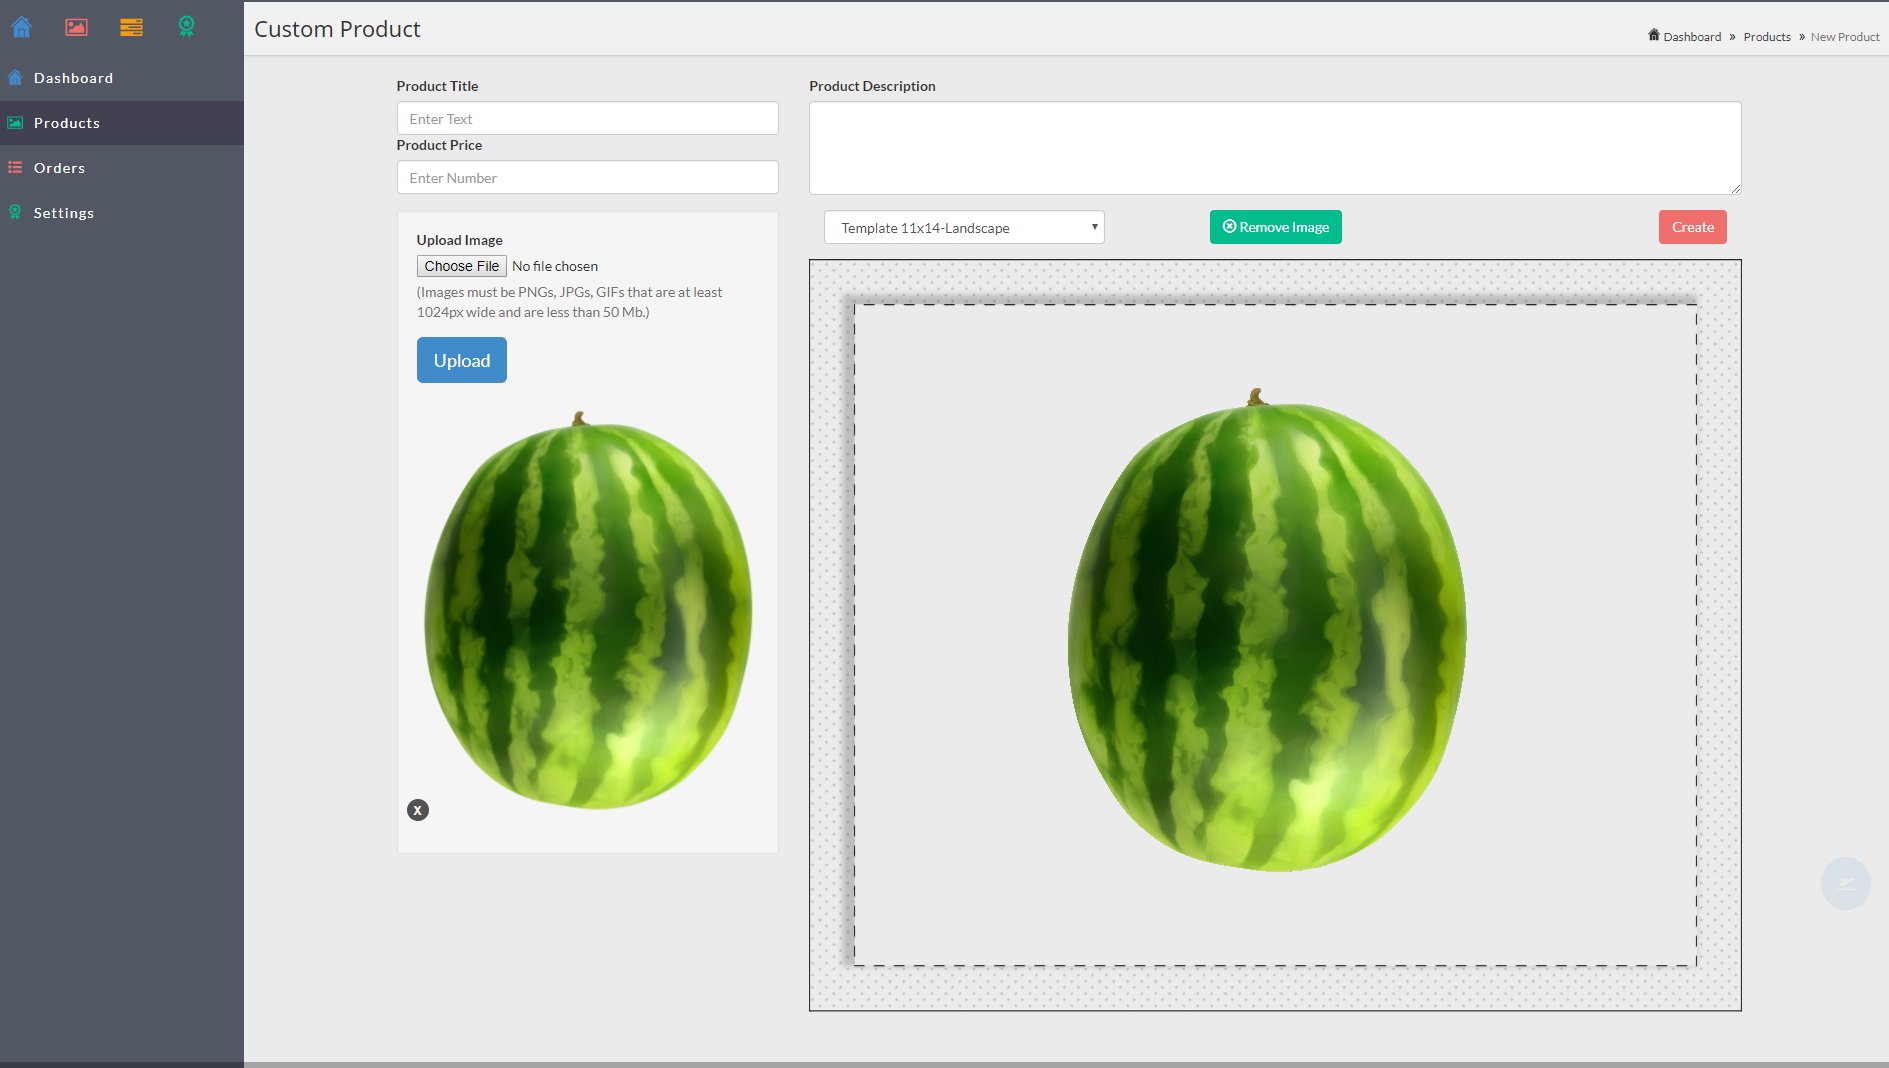 Custom Product
Dashboard » Products » New Product
Dashboard
Products
Orders
Settings
Product Title
Enter Text
Product Price
Enter Number
Product Description
Upload Image
Choose File No file chosen
(Images must be PNGs, JPGs, GIFs that are at least
1024px wide and are less than 50 Mb.)
Upload
X
Template 11x14-Landscape
Remove Image
Create